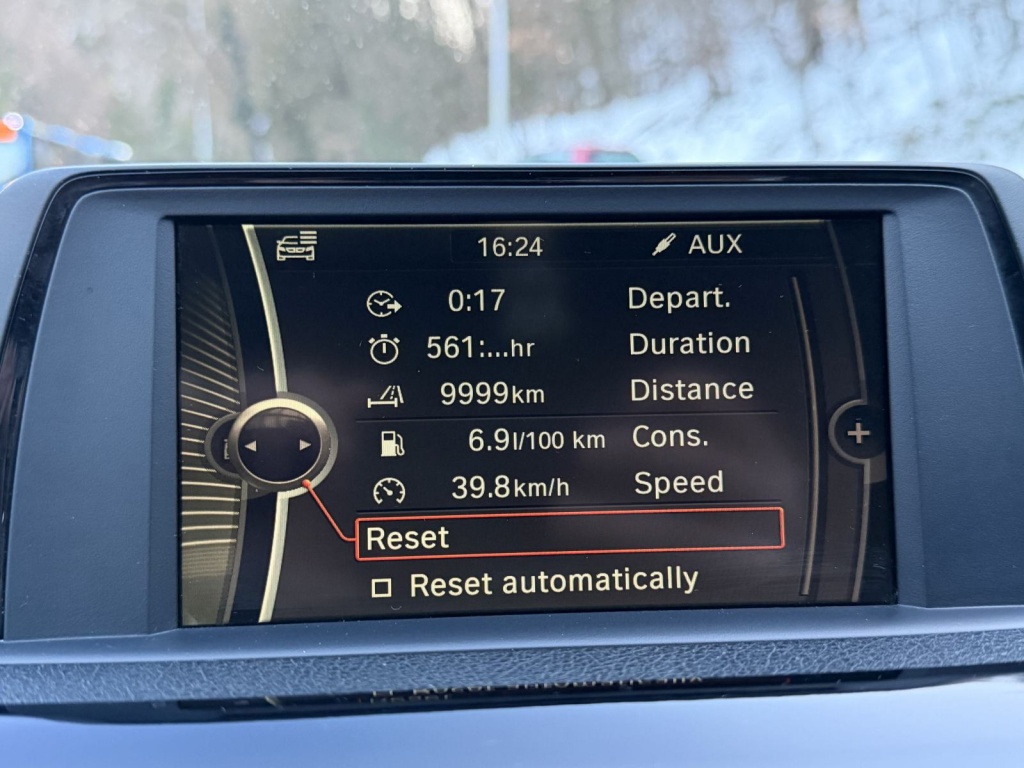 16:24 AUX
0:17 Depart.
561:...hr Duration
9999km Distance
6.9l/100 km Cons.
39.8km/h Speed
Reset
Reset automatically